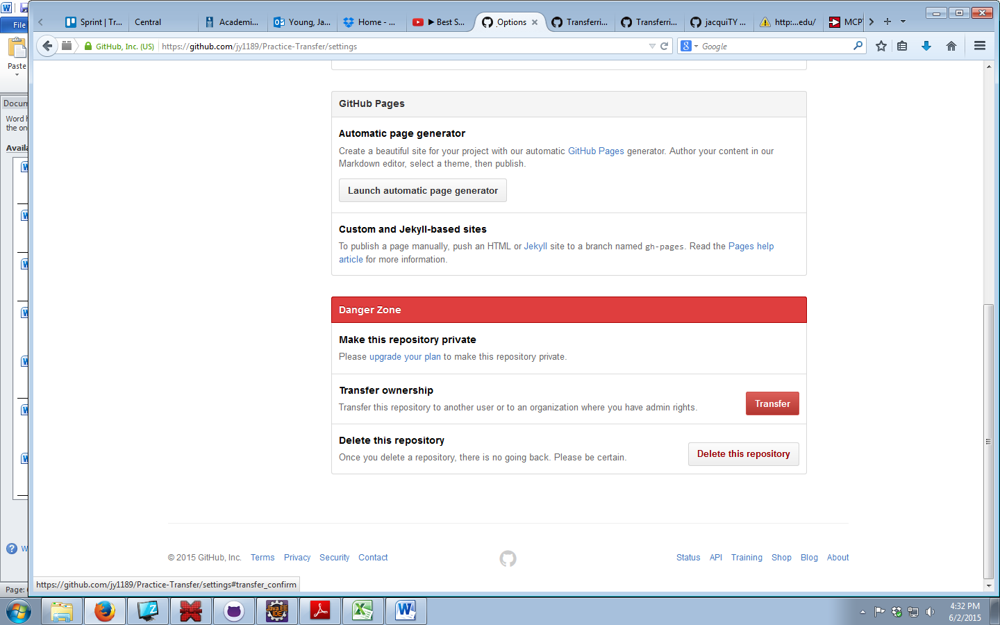 File
Paste
Word h
the on
Availa
Page:
Sprint | Tr...
Central
Academi...
Young, Ja...
Home - ...
▶ Best S...
Options
Transferri...
Transferri...
jacquiTY ...
http:...edu/
MCPT
GitHub, Inc. (US)
https://github.com/jy1189/Practice-Transfer/settings
Google
GitHub Pages
Automatic page generator
Create a beautiful site for your project with our automatic GitHub Pages generator. Author your content in our
Markdown editor, select a theme, then publish.
Launch automatic page generator
Custom and Jekyll-based sites
To publish a page manually, push an HTML or Jekyll site to a branch named gh-pages. Read the Pages help
article for more information.
Danger Zone
Make this repository private
Please upgrade your plan to make this repository private.
Transfer ownership
Transfer this repository to another user or to an organization where you have admin rights.
Transfer
Delete this repository
Once you delete a repository, there is no going back. Please be certain.
Delete this repository
© 2015 GitHub, Inc. Terms Privacy Security Contact
Status API Training Shop Blog About
https://github.com/jy1189/Practice-Transfer/settings#transfer_confirm
Java EE
IDE
4:32 PM
6/2/2015